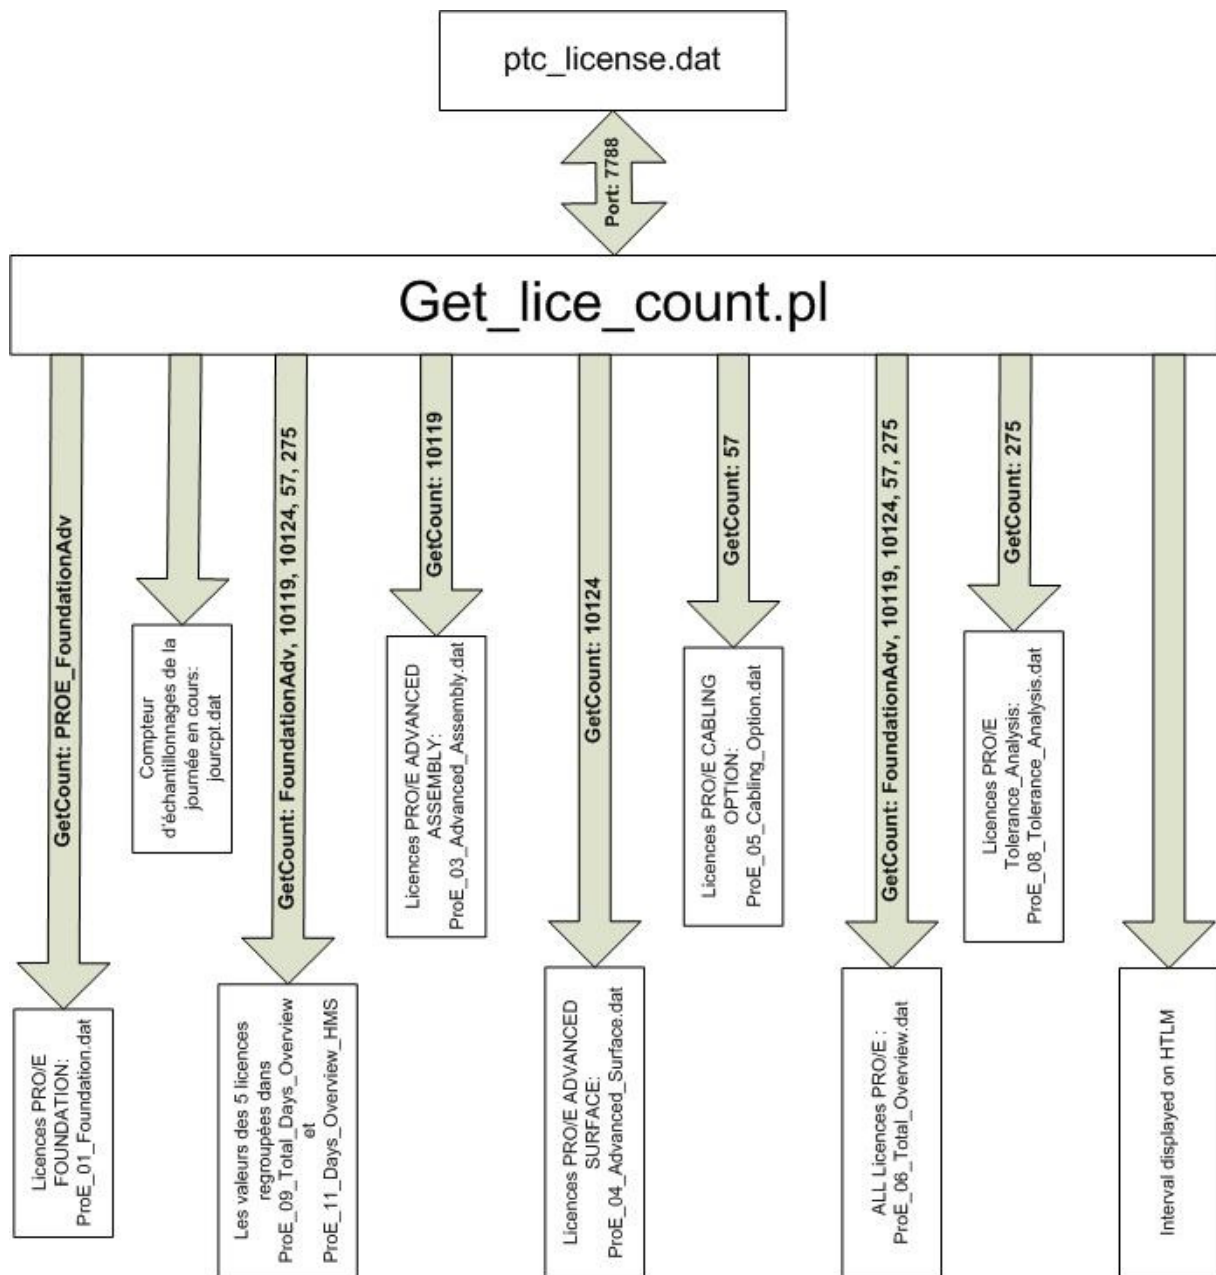 ptc_license.dat
Port: 7788
Get_lice_count.pl
GetCount: PROE_FoundationAdv
Licences PRO/E
FOUNDATION:
ProE_01_Foundation.dat
Compteur
d'échantillonnages de la
journée en cours:
jourcpt.dat
GetCount: FoundationAdv, 10119, 10124, 57, 275
Les valeurs des 5 licences
regroupées dans
ProE_09_Total_Days_Overview
et
ProE_11_Days_Overview_HMS
GetCount: 10119
Licences PRO/E ADVANCED
ASSEMBLY:
ProE_03_Advanced_Assembly.dat
GetCount: 10124
Licences PRO/E ADVANCED
SURFACE:
ProE_04_Advanced_Surface.dat
GetCount: 57
Licences PRO/E CABLING
OPTION:
ProE_05_Cabling_Option.dat
GetCount: FoundationAdv, 10119, 10124, 57, 275
ALL Licences PRO/E :
ProE_06_Total_Overview.dat
GetCount: 275
Licences PRO/E
Tolerance_Analysis:
ProE_08_Tolerance_Analysis.dat
Interval displayed on HTLM